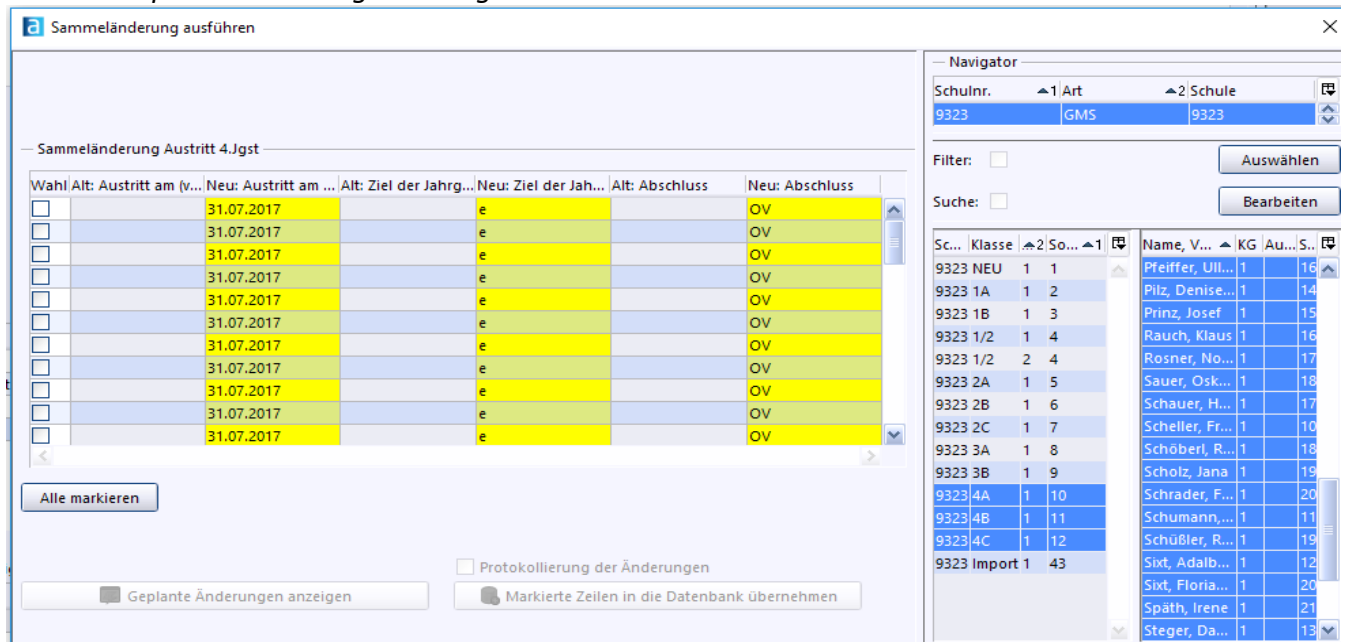 Sammeländerung ausführen
Sammeländerung Austritt 4.Jgst
Wahl Alt: Austritt am (v... Neu: Austritt am ... Alt: Ziel der Jahrg... Neu: Ziel der Jah... Alt: Abschluss Neu: Abschluss
31.07.2017 e OV
31.07.2017 e OV
31.07.2017 e OV
31.07.2017 e OV
31.07.2017 e OV
31.07.2017 e OV
31.07.2017 e OV
31.07.2017 e OV
31.07.2017 e OV
31.07.2017 e OV
31.07.2017 e OV
Alle markieren
Protokollierung der Änderungen
Geplante Änderungen anzeigen
Markierte Zeilen in die Datenbank übernehmen
Navigator
Schulnr. 1 Art 2 Schule
9323 GMS 9323
Filter:
Auswählen
Suche:
Bearbeiten
Sc... Klasse 2 So... 1
9323 NEU 1 1
9323 1A 1 2
9323 1B 1 3
9323 1/2 1 4
9323 1/2 2 4
9323 2A 1 5
9323 2B 1 6
9323 2C 1 7
9323 3A 1 8
9323 3B 1 9
9323 4A 1 10
9323 4B 1 11
9323 4C 1 12
9323 Import 1 43
Name, V... KG Au... S...
Pfeiffer, Ull... 1 16
Pilz, Denise... 1 14
Prinz, Josef 1 15
Rauch, Klaus 1 16
Rosner, No... 1 17
Sauer, Osk... 1 18
Schauer, H... 1 17
Scheller, Fr... 1 10
Schöberl, R... 1 18
Scholz, Jana 1 19
Schrader, F... 1 20
Schumann,... 1 11
Schüßler, R... 1 19
Sixt, Adalb... 1 12
Sixt, Floria... 1 20
Späth, Irene 1 21
Steger, Da... 1 13